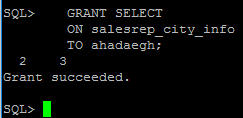 SQL> GRANT SELECT
ON salesrep_city_info
TO ahadaegh;
2 3
Grant succeeded.
SQL>